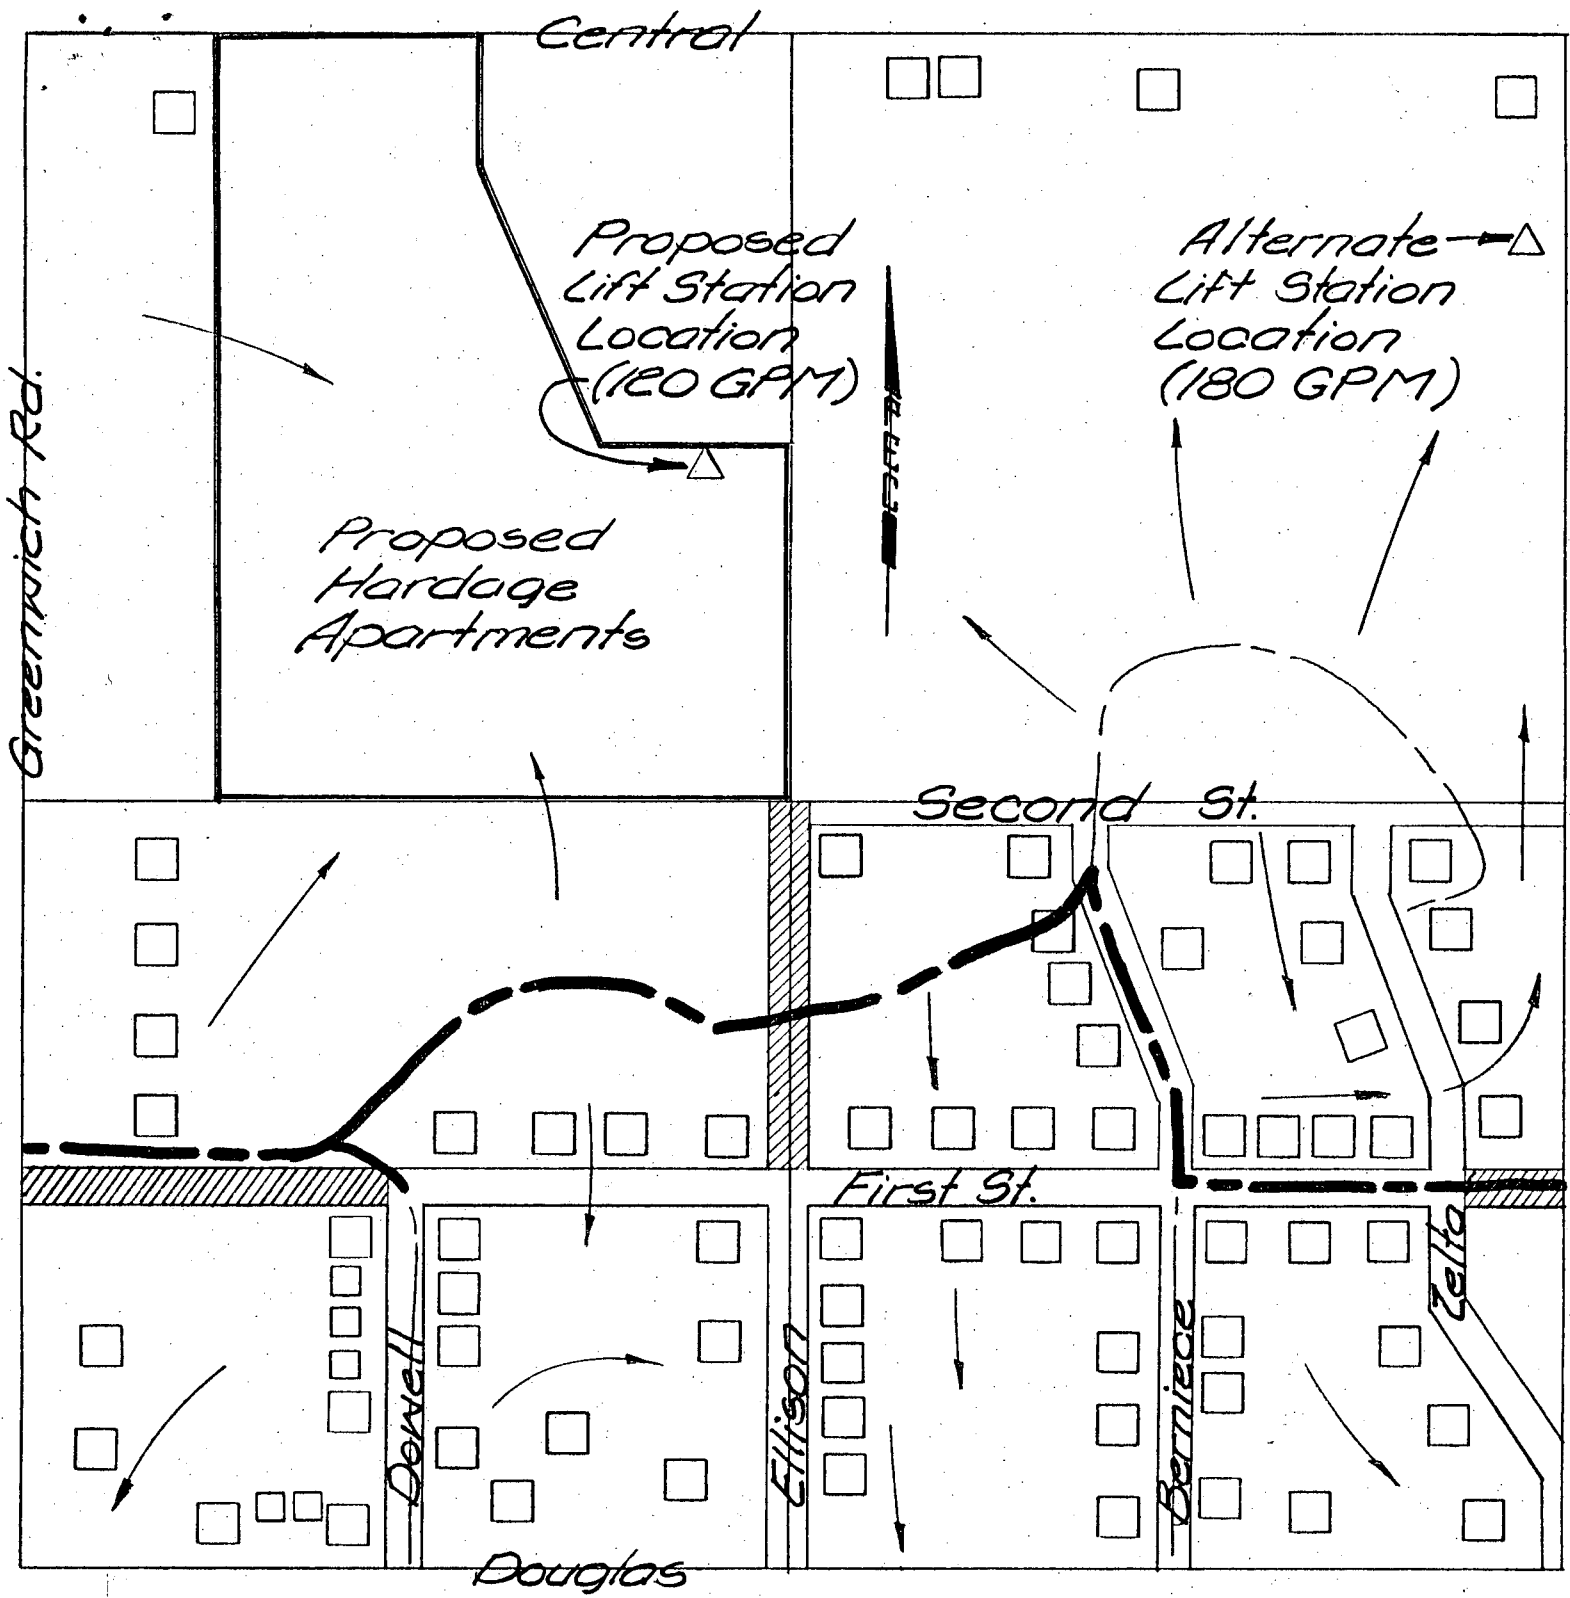 Central
Proposed
Lift Station
Location
(120 GPM)
Alternate
Lift Station
Location
(180 GPM)
Greenwich Rd.
Proposed
Hardage
Apartments
Second St.
First St.
Zelta
Dowell
Ellison
Berniece
Douglas